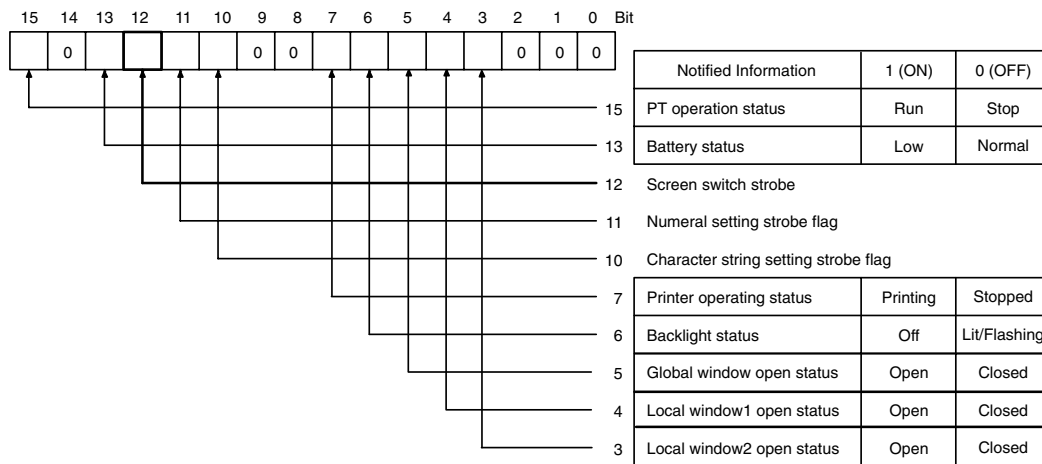 15 14 13 12 11 10 9 8 7 6 5 4 3 2 1 0 Bit
0 0 0 0 0 0
Notified Information 1 (ON) 0 (OFF)
15 PT operation status Run Stop
13 Battery status Low Normal
12 Screen switch strobe
11 Numeral setting strobe flag
10 Character string setting strobe flag
7 Printer operating status Printing Stopped
6 Backlight status Off Lit/Flashing
5 Global window open status Open Closed
4 Local window1 open status Open Closed
3 Local window2 open status Open Closed